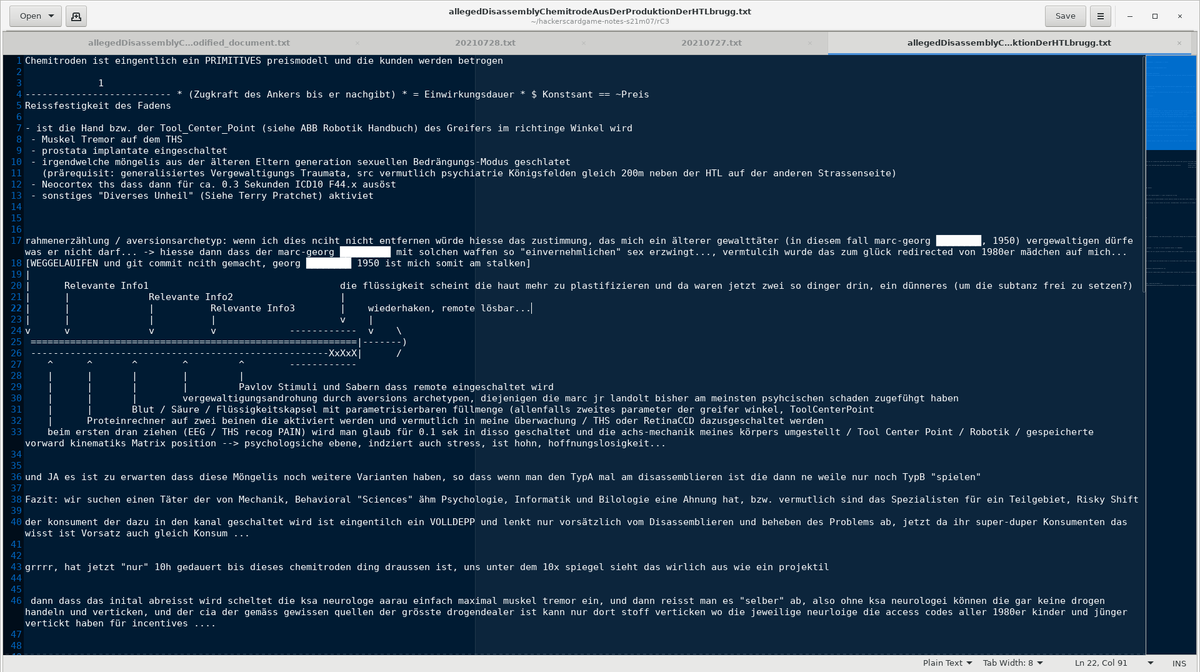 Open
allegedDisassemblyChemitrodeAusDerProduktionDerHTLbrugg.txt
~/hackerscardgame-notes-s21m07/rC3
Save
allegedDisassemblyC...odified_document.txt
20210728.txt
20210727.txt
allegedDisassemblyC...ktionDerHTLbrugg.txt
1 Chemitroden ist eingentlich ein PRIMITIVES preismodell und die kunden werden betrogen
2
3 1
4 -------------------------- * (Zugkraft des Ankers bis er nachgibt) * = Einwirkungsdauer * $ Konstsant == ~Preis
5 Reissfestigkeit des Fadens
6
7 - ist die Hand bzw. der Tool_Center_Point (siehe ABB Robotik Handbuch) des Greifers im richtinge Winkel wird
8 - Muskel Tremor auf dem THS
9 - prostata implantate eingeschaltet
10 - irgendwelche möngelis aus der älteren Eltern generation sexuellen Bedrängungs-Modus geschlatet
11 (prärequisit: generalisiertes Vergewaltigungs Traumata, src vermutlich psychiatrie Königsfelden gleich 200m neben der HTL auf der anderen Strassenseite)
12 - Neocortex ths dass dann für ca. 0.3 Sekunden ICD10 F44.x ausöst
13 - sonstiges "Diverses Unheil" (Siehe Terry Pratchet) aktiviet
14
15
16
17 rahmenerzählung / aversionsarchetyp: wenn ich dies nciht nicht entfernen würde hiesse das zustimmung, das mich ein älterer gewalttäter (in diesem fall marc-georg , 1950) vergewaltigen dürfe
was er nicht darf... -> hiesse dann dass der marc-georg mit solchen waffen so "einvernehmlichen" sex erzwingt..., vermtulcih wurde das zum glück redirected von 1980er mädchen auf mich...
18 [WEGGELAUIFEN und git commit ncith gemacht, georg 1950 ist mich somit am stalken]
19 |
20 | Relevante Info1 die flüssigkeit scheint die haut mehr zu plastifizieren und da waren jetzt zwei so dinger drin, ein dünneres (um die subtanz frei zu setzen?)
21 | | Relevante Info2 |
22 | | | Relevante Info3 | wiederhaken, remote lösbar...
23 | | | | v |
24 v v v v ------------ v \
25 ==========================================================|-------)
26 -----------------------------------------------------XxXxX| /
27 ^ ^ ^ ^ ^ ------------
28 | | | | |
29 | | | | Pavlov Stimuli und Sabern dass remote eingeschaltet wird
30 | | | vergewaltigungsandrohung durch aversions archetypen, diejenigen die marc jr landolt bisher am meinsten psyhcischen schaden zugefühgt haben
31 | | Blut / Säure / Flüssigkeitskapsel mit parametrisierbaren füllmenge (allenfalls zweites parameter der greifer winkel, ToolCenterPoint
32 | Proteinrechner auf zwei beinen die aktiviert werden und vermutlich in meine überwachung / THS oder RetinaCCD dazusgeschaltet werden
33 beim ersten dran ziehen (EEG / THS recog PAIN) wird man glaub für 0.1 sek in disso geschickt und die achs-mechanik meines körpers umgestellt / Tool Center Point / Robotik / gespeicherte
vorward kinematiks Matrix position --> psychologsiche ebene, indziert auch stress, ist hohn, hoffnungslosigkeit...
34
35
36 und JA es ist zu erwarten dass diese Möngelis noch weitere Varianten haben, so dass wenn man den TypA mal am disassemblieren ist die dann ne weile nur noch TypB "spielen"
37
38 Fazit: wir suchen einen Täter der von Mechanik, Behavioral "Sciences" ähm Psychologie, Informatik und Bilologie eine Ahnung hat, bzw. vermutlich sind das Spezialisten für ein Teilgebiet, Risky Shift
39
40 der konsument der dazu in den kanal geschaltet wird ist eingentilch ein VOLLDEPP und lenkt nur vorsätzlich vom Disassemblieren und beheben des Problems ab, jetzt da ihr super-duper Konsumenten das
wisst ist Vorsatz auch gleich Konsum ...
41
42
43 grrrr, hat jetzt "nur" 10h gedauert bis dieses chemitroden ding draussen ist, uns unter dem 10x spiegel sieht das wirlich aus wie ein projektil
44
45
46 dann dass das inital abreisst wird scheltet die ksa neurologe aarau einfach maximal muskel tremor ein, und dann reisst man es "selber" ab, also ohne ksa neurologei können die gar keine drogen
handeln und verticken, und der cia der gemäss gewissen quellen der grösste drogendealer ist kann nur dort stoff verticken wo die jeweilige neurloige die access codes aller 1980er kinder und jünger
vertickt haben für incentives ....
47
48
Plain Text
Tab Width: 8
Ln 22, Col 91
INS